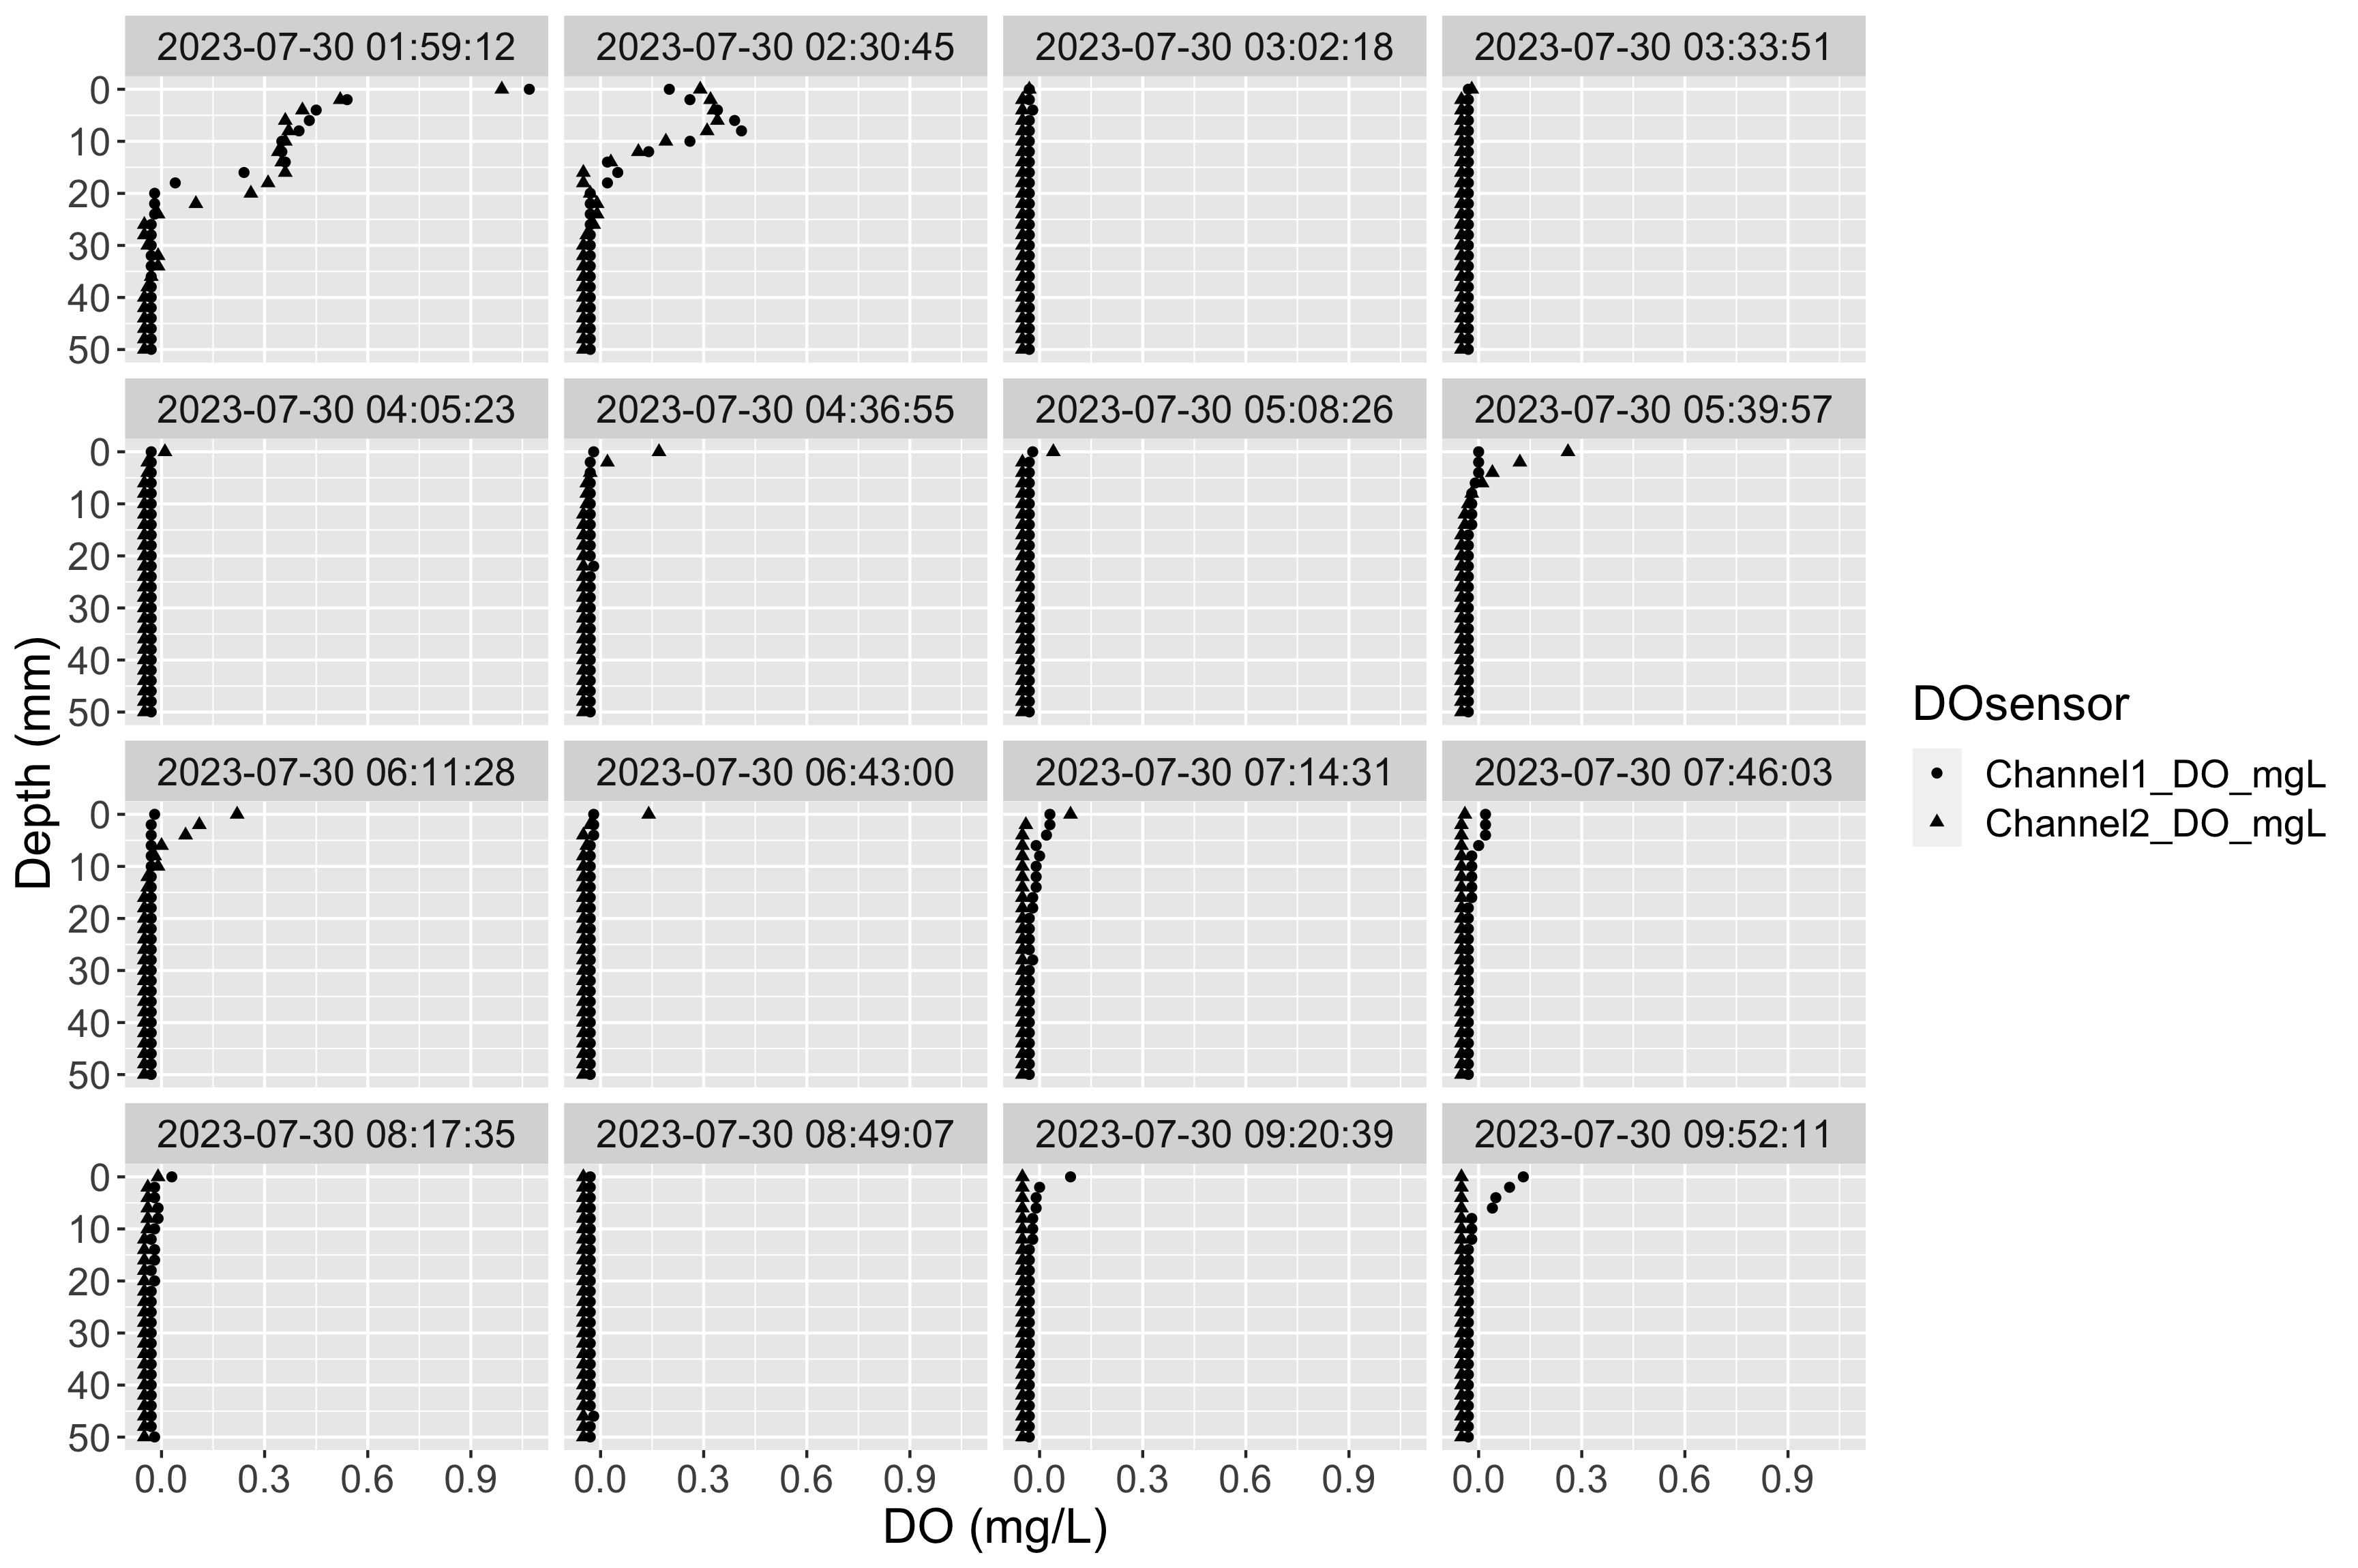 2023-07-30 01:59:12 2023-07-30 02:30:45 2023-07-30 03:02:18 2023-07-30 03:33:51
0
10
20
30
40
50
2023-07-30 04:05:23 2023-07-30 04:36:55 2023-07-30 05:08:26 2023-07-30 05:39:57
0
10
20
30
40
50
2023-07-30 06:11:28 2023-07-30 06:43:00 2023-07-30 07:14:31 2023-07-30 07:46:03
0
10
20
30
40
50
2023-07-30 08:17:35 2023-07-30 08:49:07 2023-07-30 09:20:39 2023-07-30 09:52:11
0
10
20
30
40
50
0.0 0.3 0.6 0.9 0.0 0.3 0.6 0.9 0.0 0.3 0.6 0.9 0.0 0.3 0.6 0.9
DO (mg/L)
Depth (mm)
DOsensor
Channel1_DO_mgL
Channel2_DO_mgL